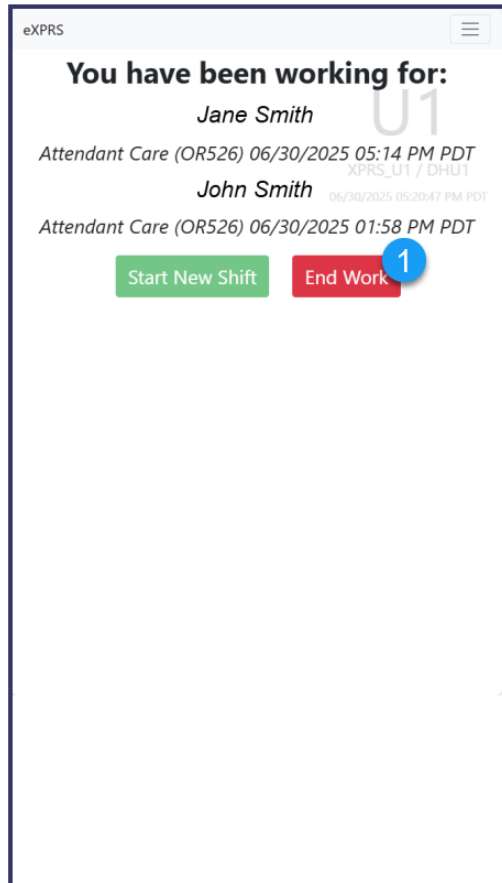 eXPRS
You have been working for:
Jane Smith
U1
Attendant Care (OR526) 06/30/2025 05:14 PM PDT
XPRS_U1 / DHU1
John Smith
06/30/2025 05:20:47 PM PDT
Attendant Care (OR526) 06/30/2025 01:58 PM PDT
Start New Shift End Work 1